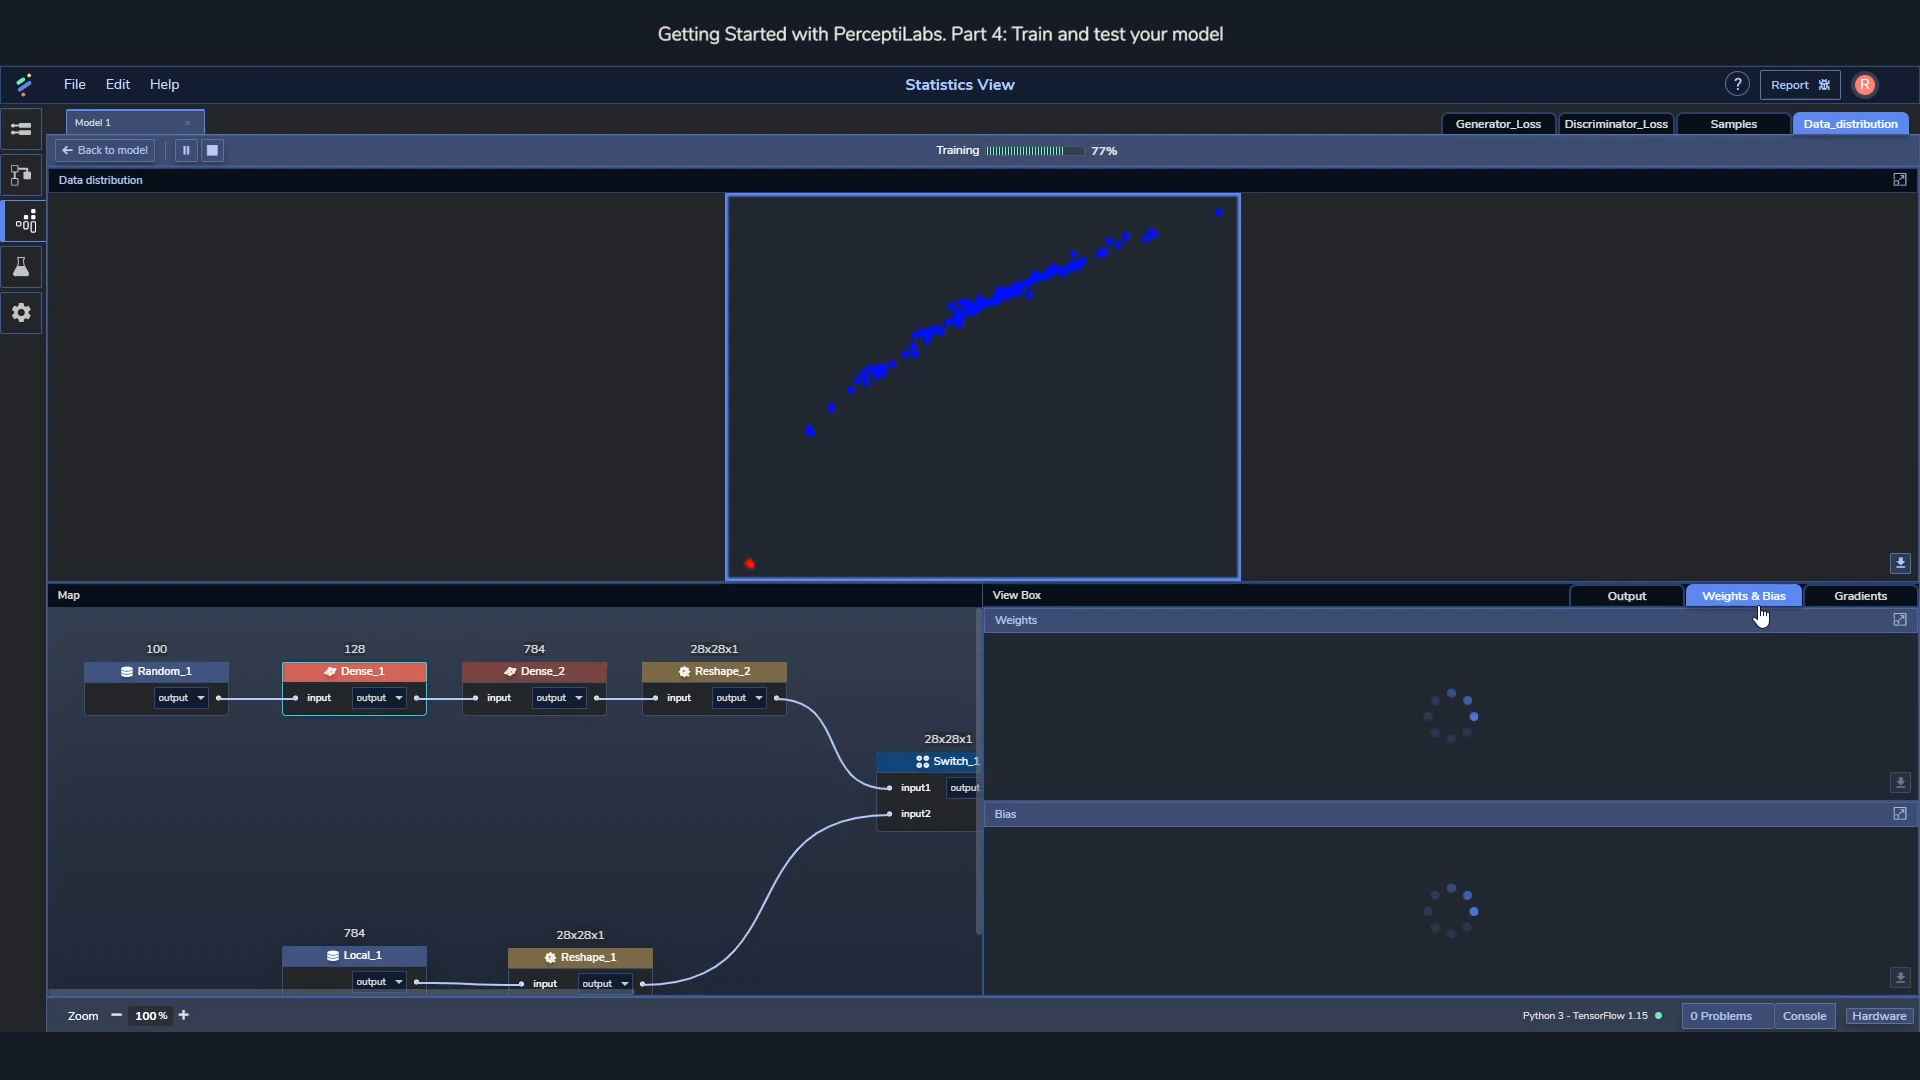 Getting Started with PerceptiLabs. Part 4: Train and test your model
File Edit Help
Statistics View
? Report R
Model 1 ×
Generator_Loss Discriminator_Loss Samples Data_distribution
Back to model
Training 77%
Data distribution
Map
View Box
Output Weights & Bias Gradients
Weights
100 128 784 28x28x1
Random_1 Dense_1 Dense_2 Reshape_2
output input output input output input output
28x28x1
Switch_1
input1 output
input2
Bias
784 28x28x1
Local_1 Reshape_1
output input output
Zoom − 100% +
Python 3 - TensorFlow 1.15
0 Problems Console Hardware